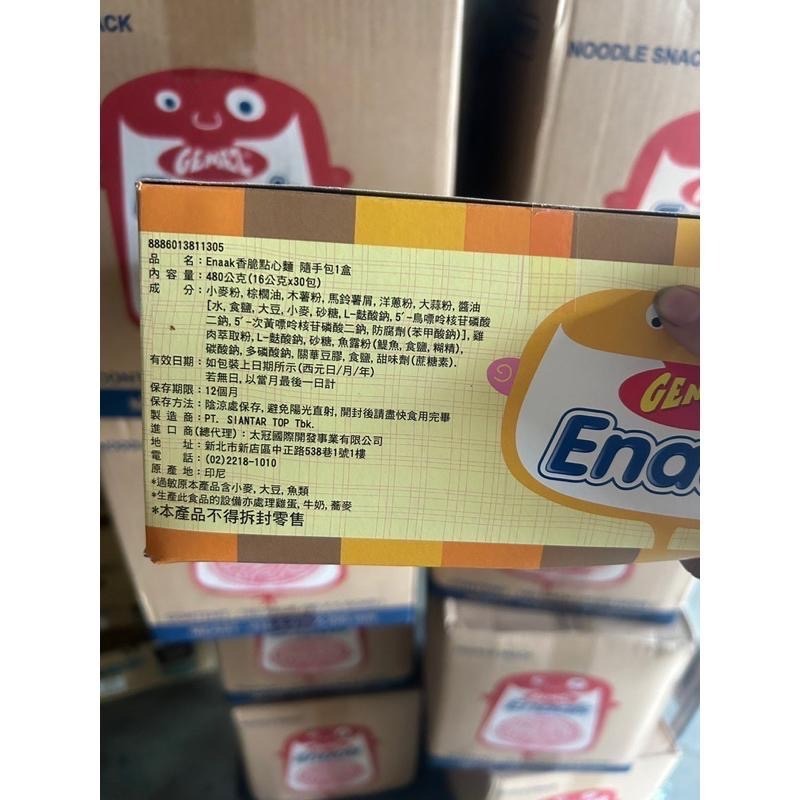 ACK
NOODLE SNAC
GEMEZ
GEMEZ
8886013811305
品 名:Enaak香脆點心麵 隨手包1盒
內 容 量:480公克(16公克x30包)
成 分:小麥粉, 棕櫚油, 木薯粉, 馬鈴薯屑, 洋蔥粉, 大蒜粉, 醬油
[水, 食鹽, 大豆, 小麥, 砂糖, L-麩酸鈉, 5´-鳥嘌呤核苷磷酸
二鈉, 5´-次黃嘌呤核苷磷酸二鈉, 防腐劑(苯甲酸鈉)], 雞
肉萃取粉, L-麩酸鈉, 砂糖, 魚露粉(鯷魚, 食鹽, 糊精),
碳酸鈉, 多磷酸鈉, 關華豆膠, 食鹽, 甜味劑(蔗糖素).
有效日期:如包裝上日期所示(西元日/月/年)
若無日, 以當月最後一日計
保存期限:12個月
保存方法:陰涼處保存, 避免陽光直射, 開封後請盡快食用完畢
製 造 商:PT. SIANTAR TOP Tbk.
進 口 商(總代理):太冠國際開發事業有限公司
地 址:新北市新店區中正路538巷1號1樓
電 話:(02)2218-1010
原 產 地:印尼
*過敏原本產品含小麥, 大豆, 魚類
*生產此食品的設備亦處理雞蛋, 牛奶, 蕎麥
*本產品不得拆封零售
GEM
Enaa